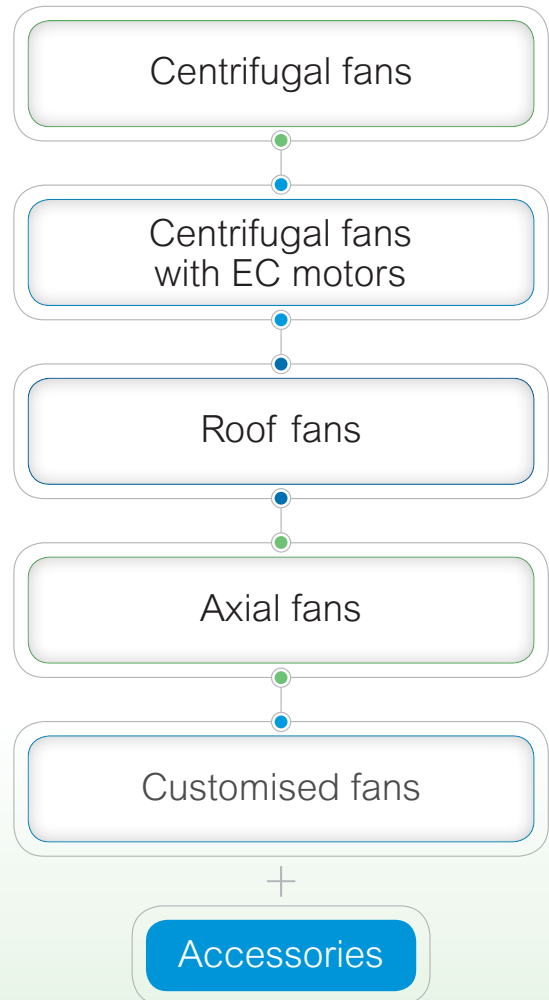 Centrifugal fans
Centrifugal fans
with EC motors
Roof fans
Axial fans
Customised fans
+
Accessories